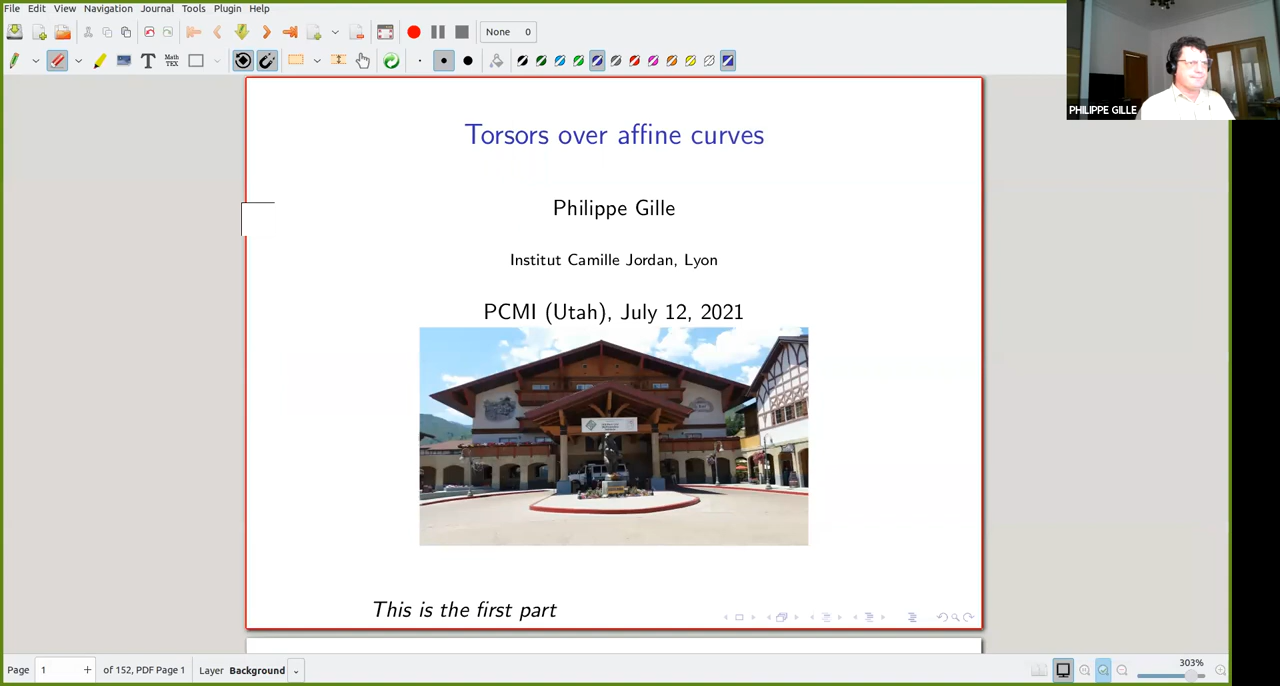 File Edit View Navigation Journal Tools Plugin Help
None 0
T Math TEX
PHILIPPE GILLE
Torsors over affine curves
Philippe Gille
Institut Camille Jordan, Lyon
PCMI (Utah), July 12, 2021
This is the first part
Page 1 of 152, PDF Page 1 Layer Background
303%